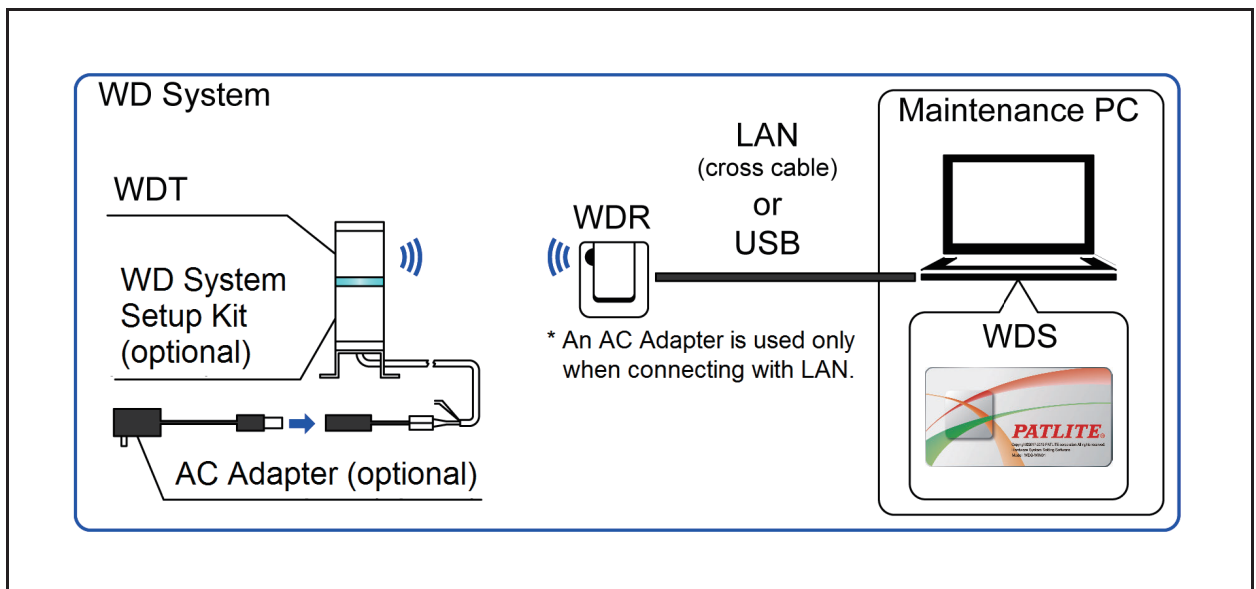 WD System
WDT
WD System
Setup Kit
(optional)
AC Adapter (optional)
WDR
* An AC Adapter is used only
when connecting with LAN.
LAN
(cross cable)
or
USB
Maintenance PC
WDS
PATLITE